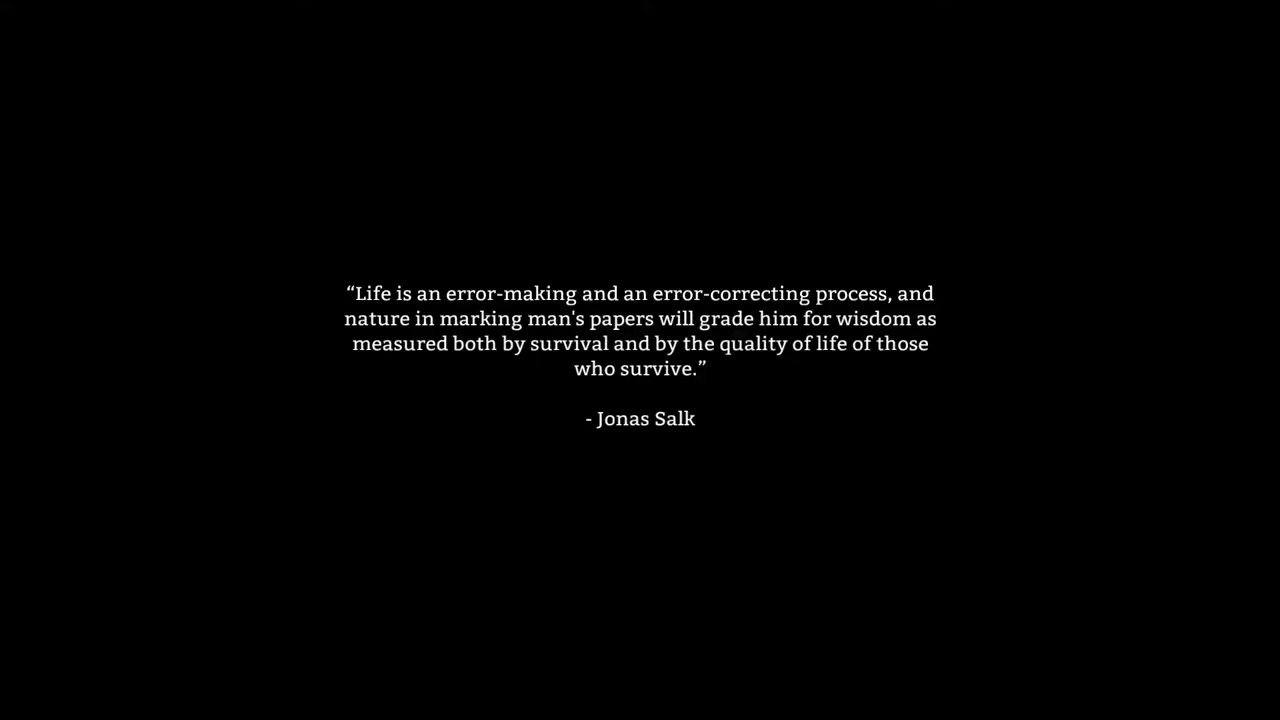 “Life is an error-making and an error-correcting process, and
nature in marking man's papers will grade him for wisdom as
measured both by survival and by the quality of life of those
who survive.”
- Jonas Salk